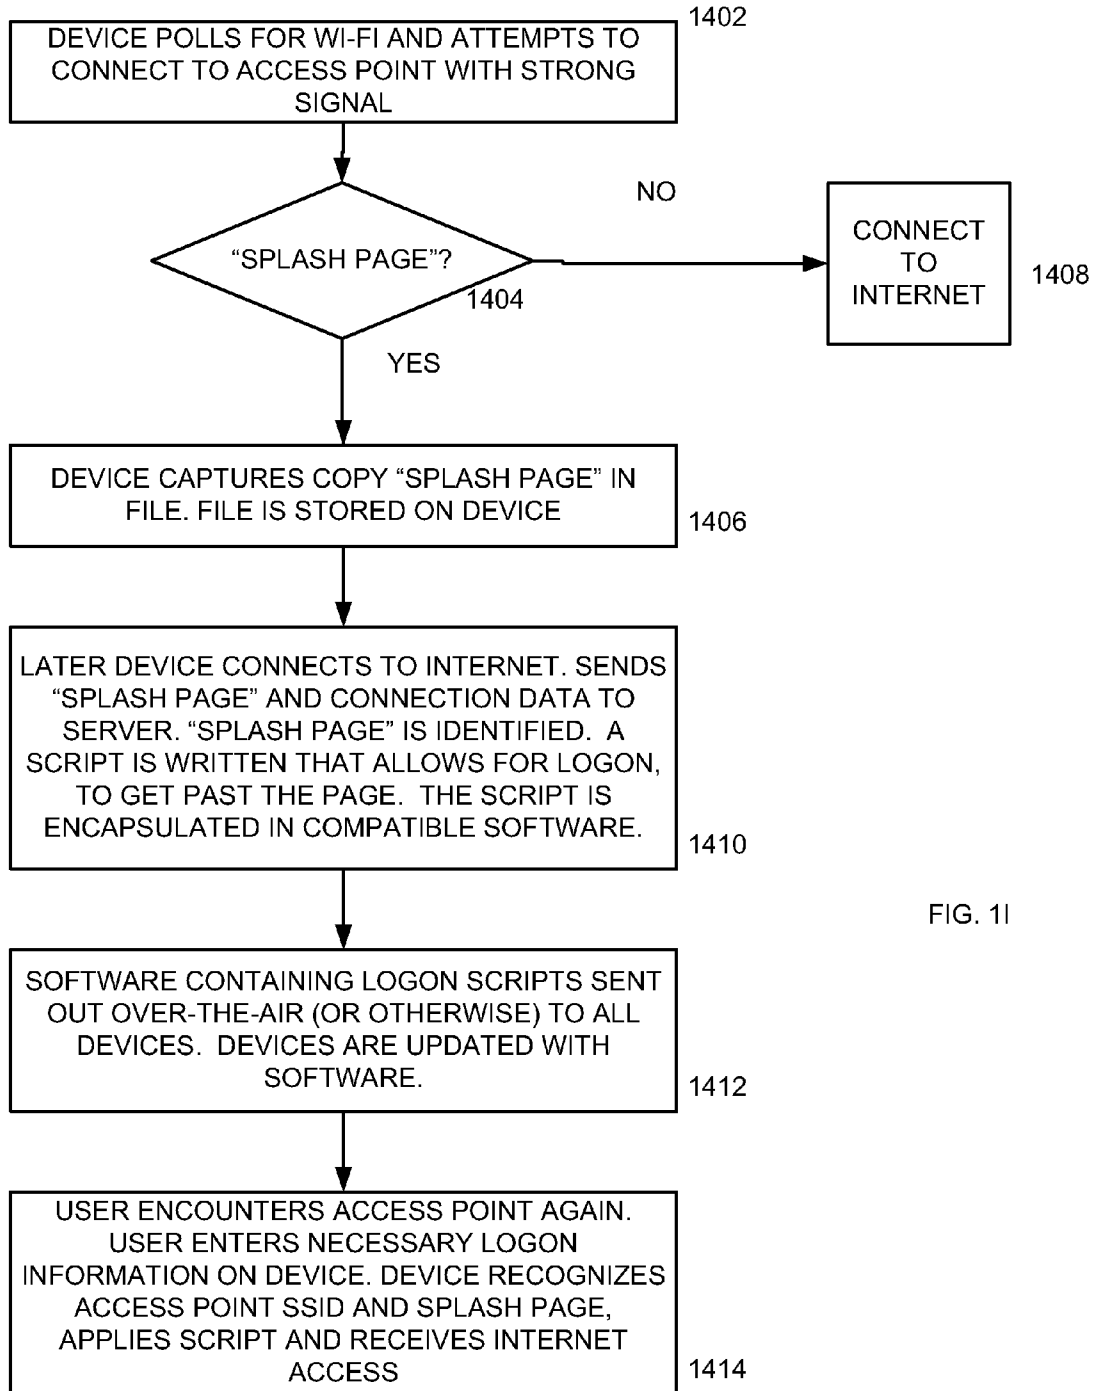 1402
DEVICE POLLS FOR WI-FI AND ATTEMPTS TO
CONNECT TO ACCESS POINT WITH STRONG
SIGNAL
NO
“SPLASH PAGE”?
1404
CONNECT
TO
INTERNET
1408
YES
DEVICE CAPTURES COPY “SPLASH PAGE” IN
FILE. FILE IS STORED ON DEVICE
1406
LATER DEVICE CONNECTS TO INTERNET. SENDS
“SPLASH PAGE” AND CONNECTION DATA TO
SERVER. “SPLASH PAGE” IS IDENTIFIED.  A
SCRIPT IS WRITTEN THAT ALLOWS FOR LOGON,
TO GET PAST THE PAGE.  THE SCRIPT IS
ENCAPSULATED IN COMPATIBLE SOFTWARE.
1410
FIG. 1I
SOFTWARE CONTAINING LOGON SCRIPTS SENT
OUT OVER-THE-AIR (OR OTHERWISE) TO ALL
DEVICES.  DEVICES ARE UPDATED WITH
SOFTWARE.
1412
USER ENCOUNTERS ACCESS POINT AGAIN.
USER ENTERS NECESSARY LOGON
INFORMATION ON DEVICE. DEVICE RECOGNIZES
ACCESS POINT SSID AND SPLASH PAGE,
APPLIES SCRIPT AND RECEIVES INTERNET
ACCESS
1414